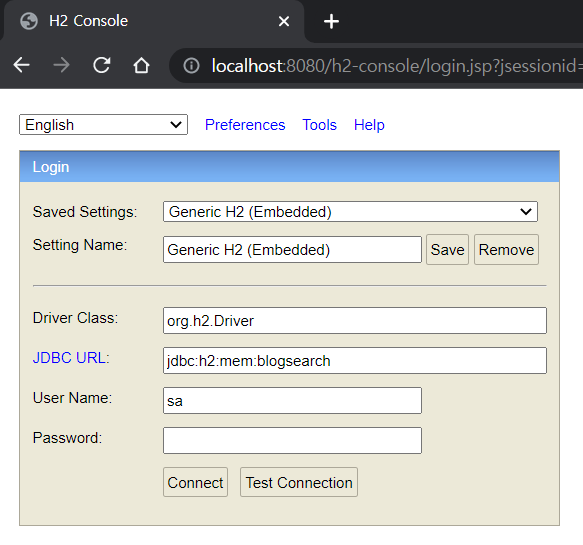 H2 Console
localhost:8080/h2-console/login.jsp?jsessionid=
English Preferences Tools Help
Login
Saved Settings: Generic H2 (Embedded)
Setting Name: Generic H2 (Embedded) Save Remove
Driver Class: org.h2.Driver
JDBC URL: jdbc:h2:mem:blogsearch
User Name: sa
Password:
Connect Test Connection